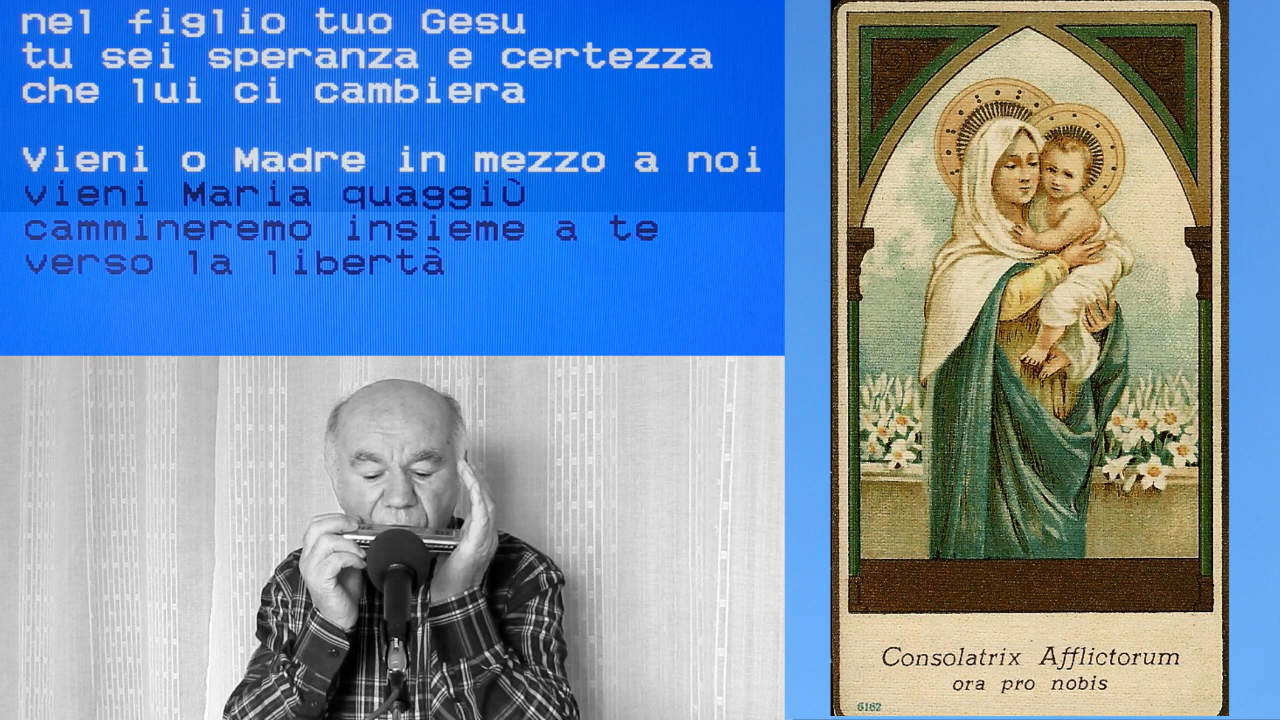 nel figlio tuo Gesu
tu sei speranza e certezza
che lui ci cambiera
Vieni o Madre in mezzo a noi
vieni Maria quaggiÙ
cammineremo insieme a te
verso la libertà
Consolatrix Afflictorum
ora pro nobis
6162